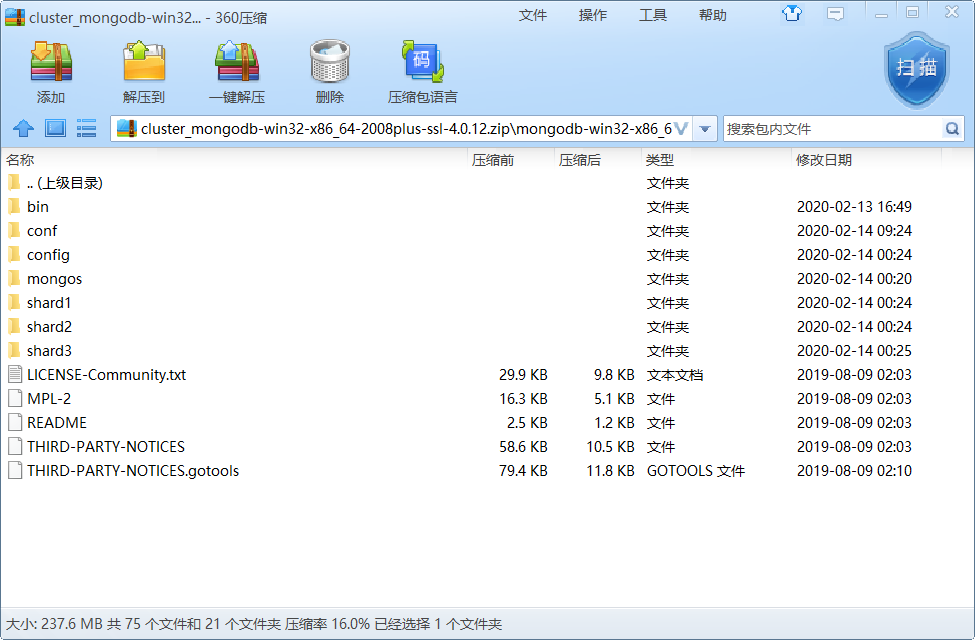 cluster_mongodb-win32... - 360压缩 文件 操作 工具 帮助
添加 解压到 一键解压 删除 码 压缩包语言 扫描
cluster_mongodb-win32-x86_64-2008plus-ssl-4.0.12.zip\mongodb-win32-x86_6 搜索包内文件
名称 压缩前 压缩后 类型 修改日期
.. (上级目录) 文件夹
bin 文件夹 2020-02-13 16:49
conf 文件夹 2020-02-14 09:24
config 文件夹 2020-02-14 00:24
mongos 文件夹 2020-02-14 00:20
shard1 文件夹 2020-02-14 00:24
shard2 文件夹 2020-02-14 00:24
shard3 文件夹 2020-02-14 00:25
LICENSE-Community.txt 29.9 KB 9.8 KB 文本文档 2019-08-09 02:03
MPL-2 16.3 KB 5.1 KB 文件 2019-08-09 02:03
README 2.5 KB 1.2 KB 文件 2019-08-09 02:03
THIRD-PARTY-NOTICES 58.6 KB 10.5 KB 文件 2019-08-09 02:03
THIRD-PARTY-NOTICES.gotools 79.4 KB 11.8 KB GOTOOLS 文件 2019-08-09 02:10
大小: 237.6 MB 共 75 个文件和 21 个文件夹 压缩率 16.0% 已经选择 1 个文件夹